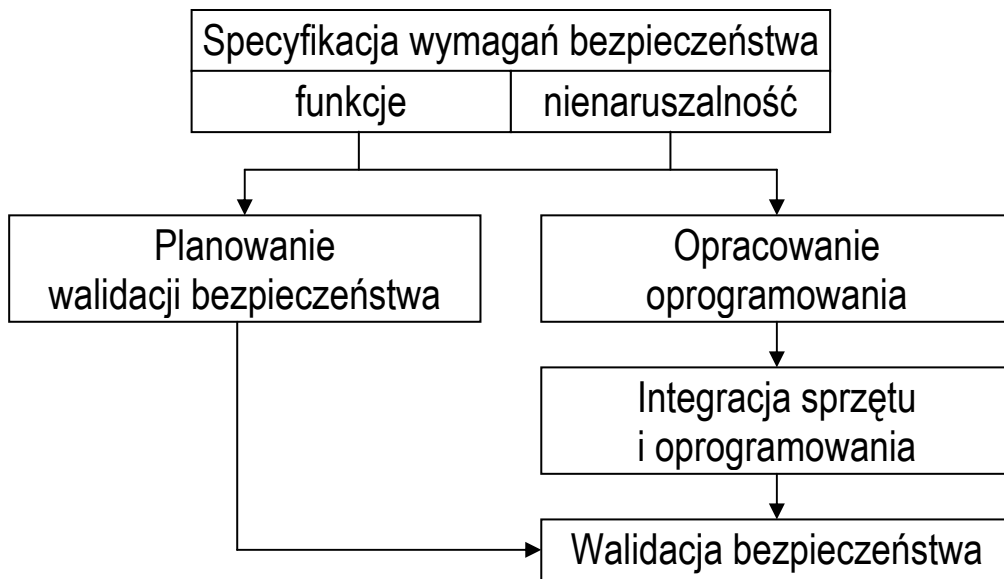 Specyfikacja wymagań bezpieczeństwa
funkcje
nienaruszalność
Planowanie
walidacji bezpieczeństwa
Opracowanie
oprogramowania
Integracja sprzętu
i oprogramowania
Walidacja bezpieczeństwa